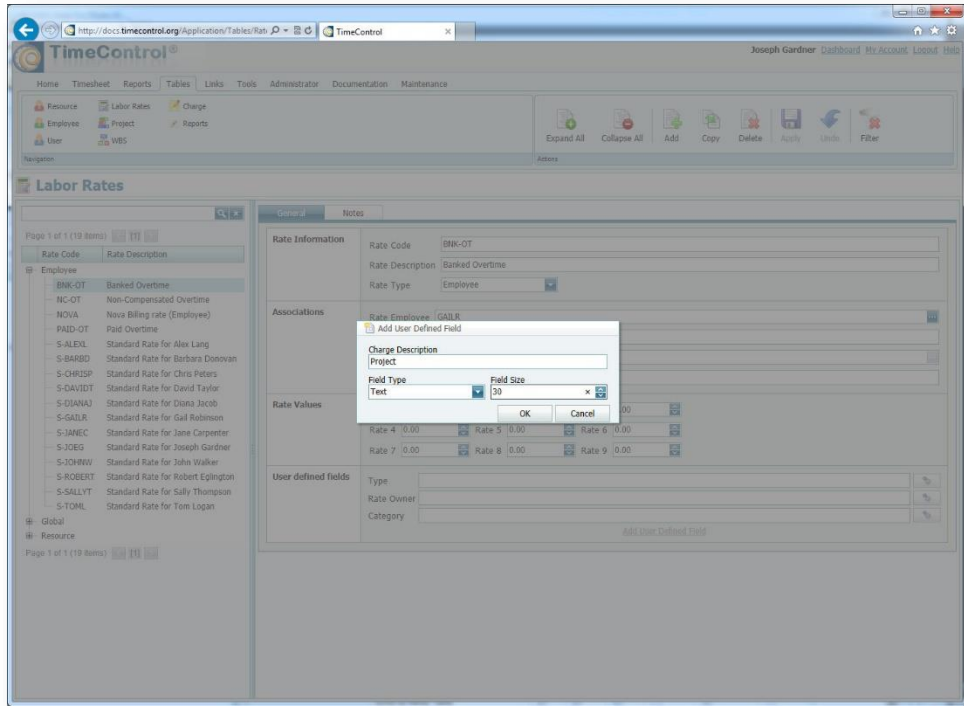 http://docs.timecontrol.org/Application/Tables/Rat
TimeControl
TimeControl®
Joseph Gardner Dashboard My Account Logout Help
Home Timesheet Reports Tables Links Tools Administrator Documentation Maintenance
Resource Labor Rates Charge
Employee Project Reports
User WBS
Expand All Collapse All Add Copy Delete Apply Undo Filter
Navigation
Actions
Labor Rates
General Notes
Page 1 of 1 (19 items) [1]
Rate Code Rate Description
Employee
BNK-OT Banked Overtime
NC-OT Non-Compensated Overtime
NOVA Nova Billing rate (Employee)
PAID-OT Paid Overtime
S-ALEXL Standard Rate for Alex Lang
S-BARBD Standard Rate for Barbara Donovan
S-CHRISP Standard Rate for Chris Peters
S-DAVIDT Standard Rate for David Taylor
S-DIANAJ Standard Rate for Diana Jacob
S-GAILR Standard Rate for Gail Robinson
S-JANEC Standard Rate for Jane Carpenter
S-JOEG Standard Rate for Joseph Gardner
S-JOHNW Standard Rate for John Walker
S-ROBERT Standard Rate for Robert Eglington
S-SALLYT Standard Rate for Sally Thompson
S-TOML Standard Rate for Tom Logan
Global
Resource
Page 1 of 1 (19 items) [1]
Rate Information
Rate Code BNK-OT
Rate Description Banked Overtime
Rate Type Employee
Associations
Rate Employee GAILR
Add User Defined Field
Charge Description
Project
Field Type Field Size
Text 30
OK Cancel
Rate Values
Rate 4 0.00 Rate 5 0.00 Rate 6 0.00
Rate 7 0.00 Rate 8 0.00 Rate 9 0.00
User defined fields
Type
Rate Owner
Category
Add User Defined Field